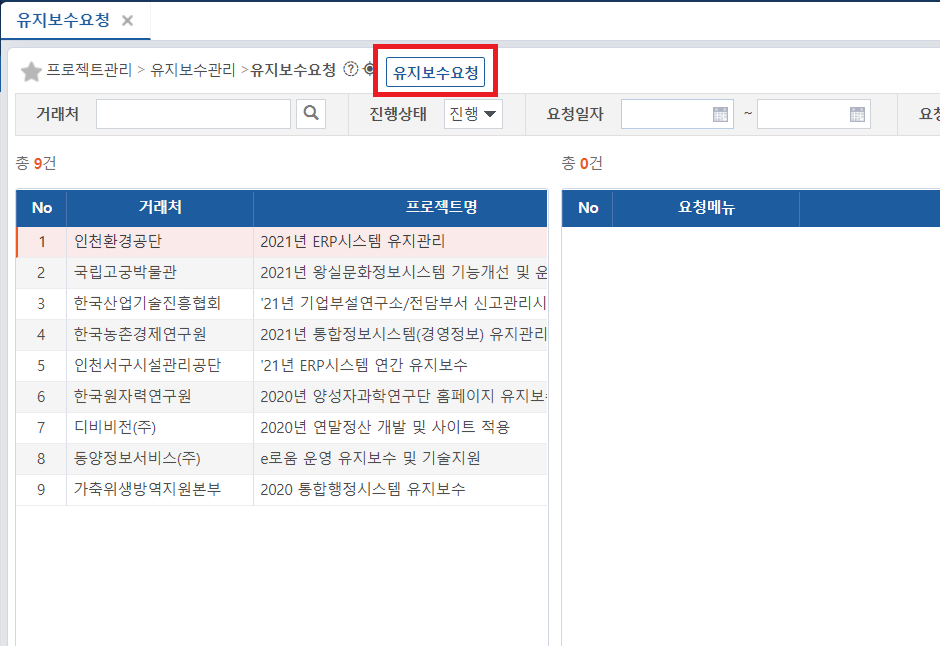 유지보수요청
프로젝트관리 > 유지보수관리 >유지보수요청 유지보수요청
거래처 진행상태 진행 요청일자 ~
총 9건 총 0건
No 거래처 프로젝트명 No 요청메뉴
1 인천환경공단 2021년 ERP시스템 유지관리
2 국립고궁박물관 2021년 왕실문화정보시스템 기능개선 및 운
3 한국산업기술진흥협회 '21년 기업부설연구소/전담부서 신고관리시
4 한국농촌경제연구원 2021년 통합정보시스템(경영정보) 유지관리
5 인천서구시설관리공단 '21년 ERP시스템 연간 유지보수
6 한국원자력연구원 2020년 양성자과학연구단 홈페이지 유지보
7 디비비전(주) 2020년 연말정산 개발 및 사이트 적용
8 동양정보서비스(주) e로움 운영 유지보수 및 기술지원
9 가축위생방역지원본부 2020 통합행정시스템 유지보수